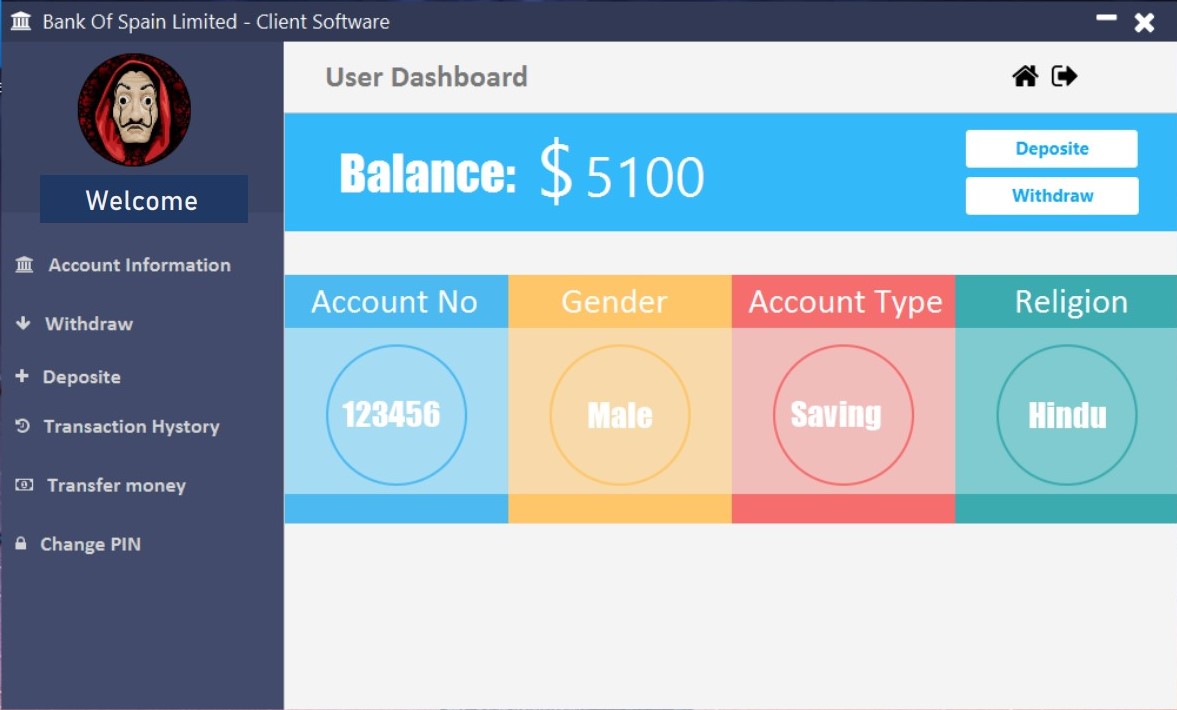 Bank Of Spain Limited - Client Software
User Dashboard
Welcome
Balance: $ 5100
Deposite
Withdraw
Account Information
Withdraw
Deposite
Transaction Hystory
Transfer money
Change PIN
Account No Gender Account Type Religion
123456 Male Saving Hindu